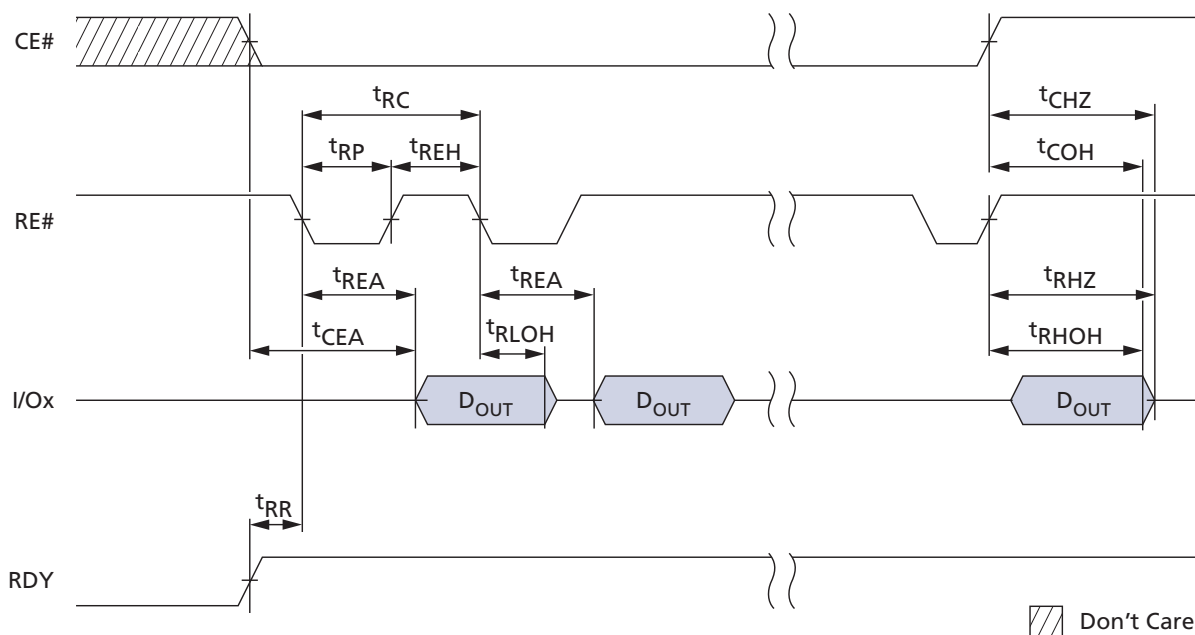 CE#
tRC
tCHZ
tRP
tREH
tCOH
RE#
tREA
tREA
tRHZ
tCEA
tRLOH
tRHOH
I/Ox
DOUT
DOUT
DOUT
tRR
RDY
Don't Care